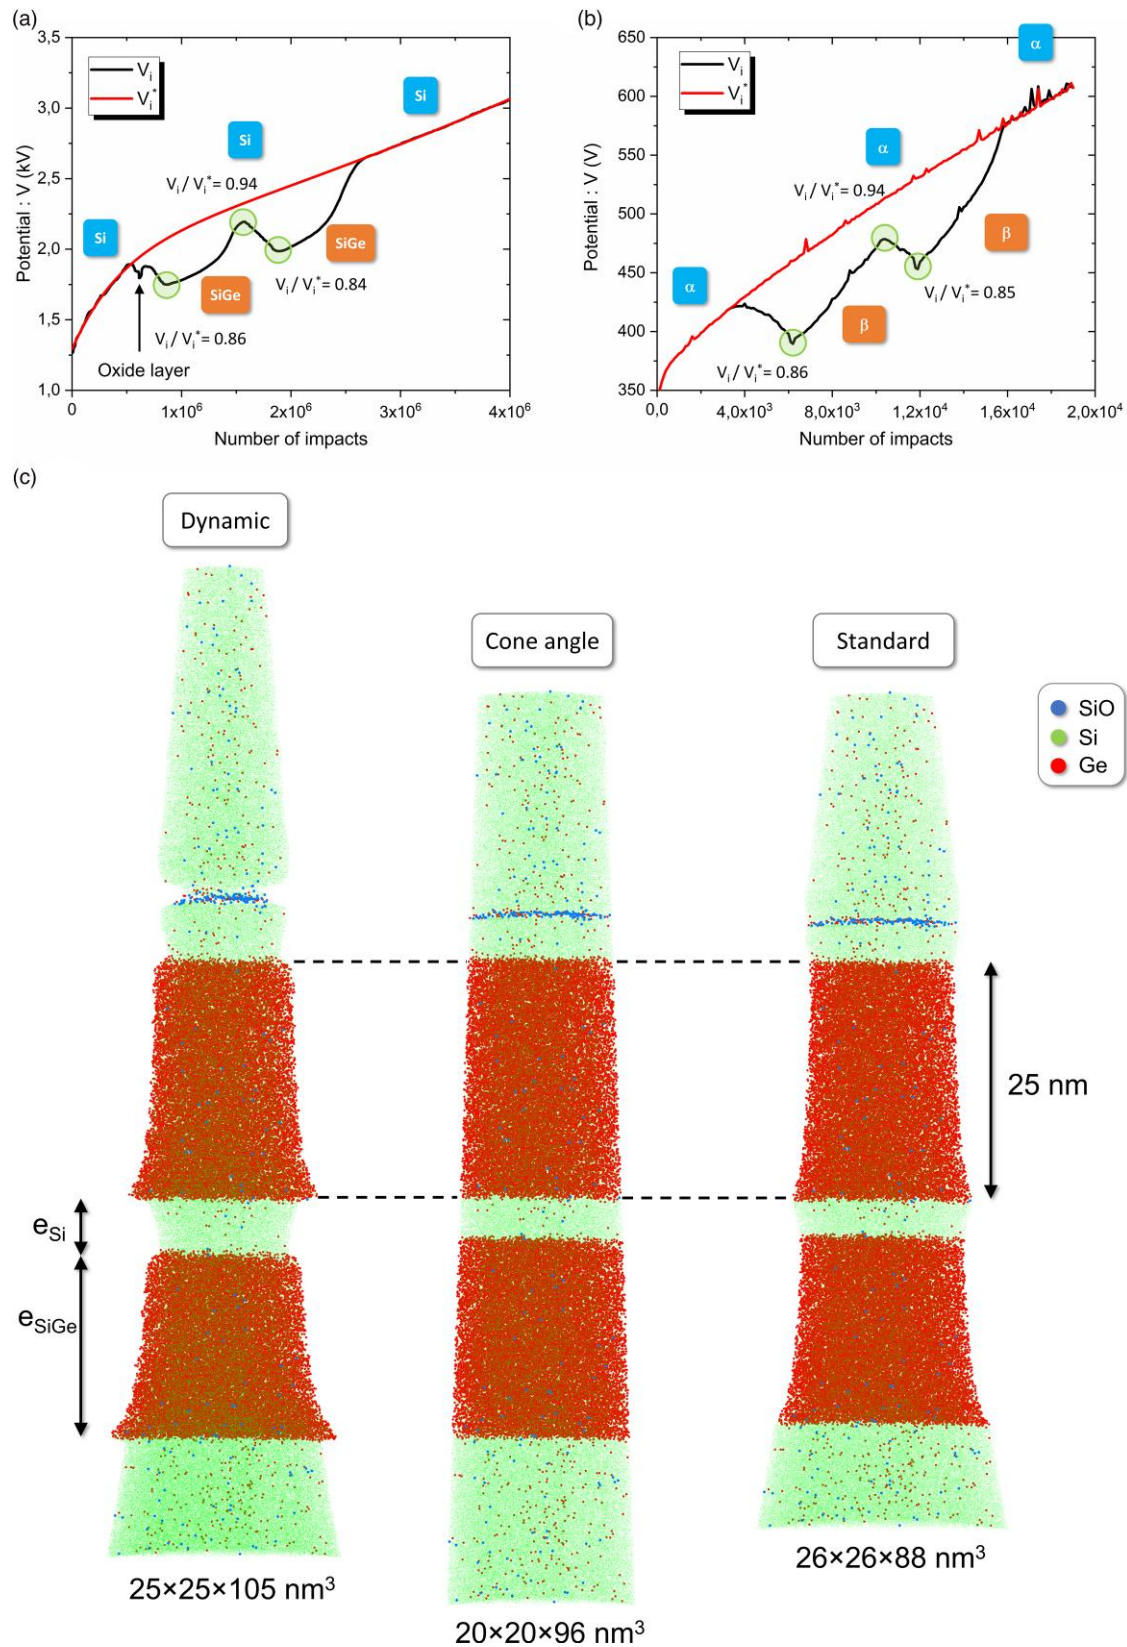 (a)
3,5
3,0
2,5
2,0
1,5
1,0
Potential : V (kV)
V_i
V_i^*
Si
Si
Si
V_i / V_i^* = 0.94
SiGe
SiGe
V_i / V_i^* = 0.84
V_i / V_i^* = 0.86
Oxide layer
0
1x10^6
2x10^6
3x10^6
4x10^6
Number of impacts
(b)
650
600
550
500
450
400
350
Potential : V (V)
V_i
V_i^*
α
α
α
V_i / V_i^* = 0.94
β
β
V_i / V_i^* = 0.85
V_i / V_i^* = 0.86
0,0
4,0x10^3
8,0x10^3
1,2x10^4
1,6x10^4
2,0x10^4
Number of impacts
(c)
Dynamic
Cone angle
Standard
SiO
Si
Ge
25 nm
e_Si
e_SiGe
25×25×105 nm^3
20×20×96 nm^3
26×26×88 nm^3